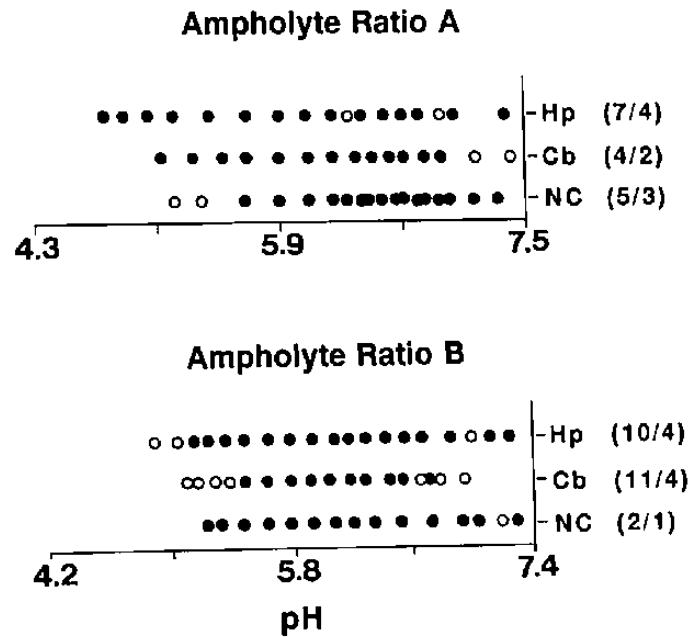 Ampholyte Ratio A
Hp (7/4)
Cb (4/2)
NC (5/3)
4.3 5.9 7.5
Ampholyte Ratio B
Hp (10/4)
Cb (11/4)
NC (2/1)
4.2 5.8 7.4
pH